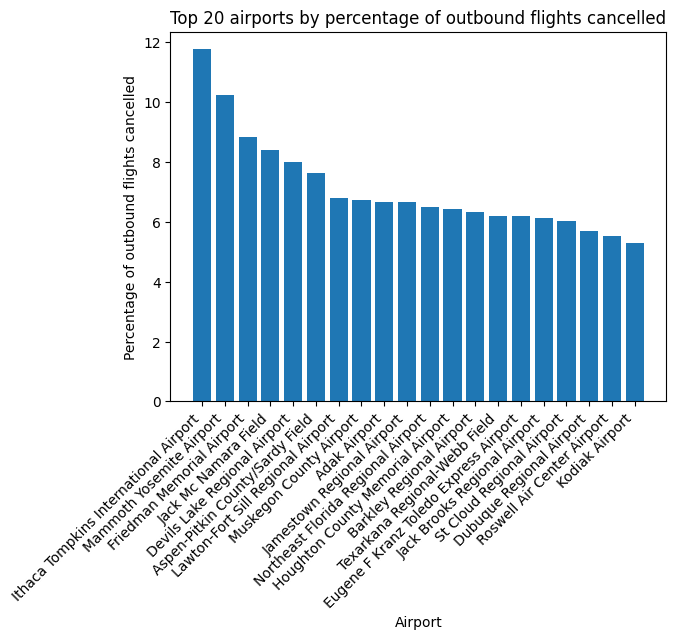 Top 20 airports by percentage of outbound flights cancelled
Percentage of outbound flights cancelled
12
10
8
6
4
2
0
Ithaca Tompkins International Airport
Mammoth Yosemite Airport
Friedman Memorial Airport
Jack Mc Namara Field
Devils Lake Regional Airport
Aspen-Pitkin County/Sardy Field
Lawton-Fort Sill Regional Airport
Muskegon County Airport
Adak Airport
Jamestown Regional Airport
Northeast Florida Regional Airport
Houghton County Memorial Airport
Barkley Regional Airport
Texarkana Regional-Webb Field
Eugene F Kranz Toledo Express Airport
Jack Brooks Regional Airport
St Cloud Regional Airport
Dubuque Regional Airport
Roswell Air Center Airport
Kodiak Airport
Airport